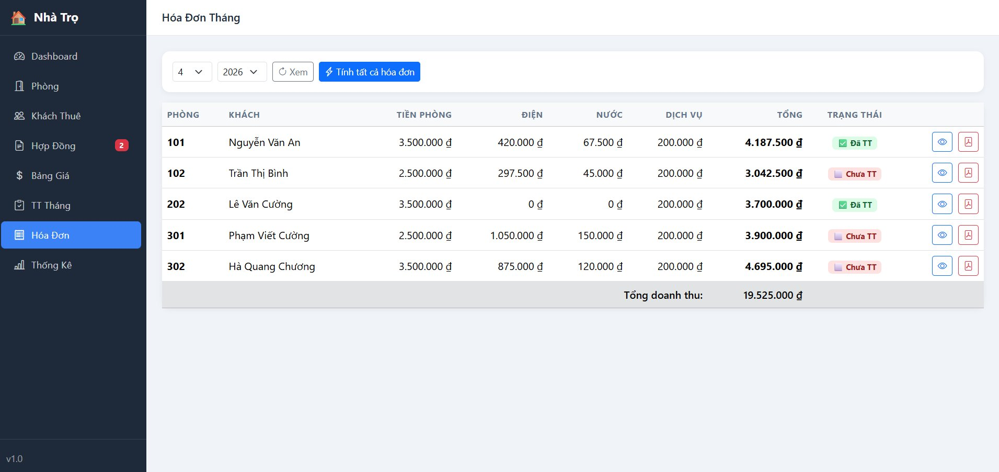 Nhà Trọ
Hóa Đơn Tháng
Dashboard
Phòng
Khách Thuê
Hợp Đồng 2
Bảng Giá
TT Tháng
Hóa Đơn
Thống Kê
v1.0
4 2026 Xem Tính tất cả hóa đơn
PHÒNG KHÁCH TIỀN PHÒNG ĐIỆN NƯỚC DỊCH VỤ TỔNG TRẠNG THÁI
101 Nguyễn Văn An 3.500.000 ₫ 420.000 ₫ 67.500 ₫ 200.000 ₫ 4.187.500 ₫ Đã TT
102 Trần Thị Bình 2.500.000 ₫ 297.500 ₫ 45.000 ₫ 200.000 ₫ 3.042.500 ₫ Chưa TT
202 Lê Văn Cường 3.500.000 ₫ 0 ₫ 0 ₫ 200.000 ₫ 3.700.000 ₫ Đã TT
301 Phạm Viết Cường 2.500.000 ₫ 1.050.000 ₫ 150.000 ₫ 200.000 ₫ 3.900.000 ₫ Chưa TT
302 Hà Quang Chương 3.500.000 ₫ 875.000 ₫ 120.000 ₫ 200.000 ₫ 4.695.000 ₫ Chưa TT
Tổng doanh thu: 19.525.000 ₫